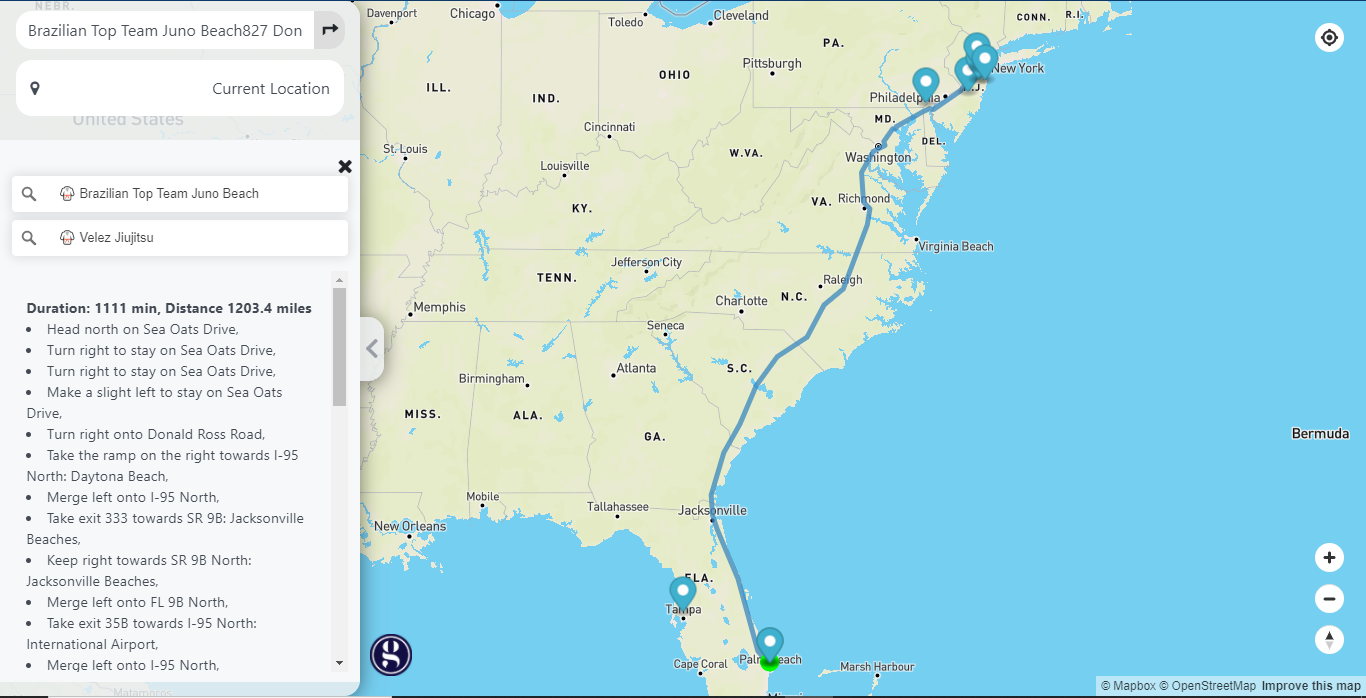 NEBR.
Brazilian Top Team Juno Beach827 Don
Current Location
United States
Brazilian Top Team Juno Beach
Velez Jiujitsu
Duration: 1111 min, Distance 1203.4 miles
Head north on Sea Oats Drive,
Turn right to stay on Sea Oats Drive,
Turn right to stay on Sea Oats Drive,
Make a slight left to stay on Sea Oats
Drive,
Turn right onto Donald Ross Road,
Take the ramp on the right towards I-95
North: Daytona Beach,
Merge left onto I-95 North,
Take exit 333 towards SR 9B: Jacksonville
Beaches,
Keep right towards SR 9B North:
Jacksonville Beaches,
Merge left onto FL 9B North,
Take exit 35B towards I-95 North:
International Airport,
Merge left onto I-95 North,
Matamoros
Davenport
Chicago
Toledo
Cleveland
CONN.
R.I.
PA.
Pittsburgh
New York
OHIO
ILL.
IND.
Philadelphia
N.J.
MD.
DEL.
Cincinnati
St. Louis
Louisville
W.VA.
Washington
KY.
VA.
Richmond
Virginia Beach
Jefferson City
TENN.
Raleigh
Charlotte
N.C.
Memphis
Seneca
Atlanta
S.C.
Birmingham
MISS.
ALA.
GA.
Bermuda
Mobile
Tallahassee
Jacksonville
New Orleans
FLA.
Tampa
Cape Coral
Palm Beach
Marsh Harbour
Miami
g
© Mapbox © OpenStreetMap Improve this map